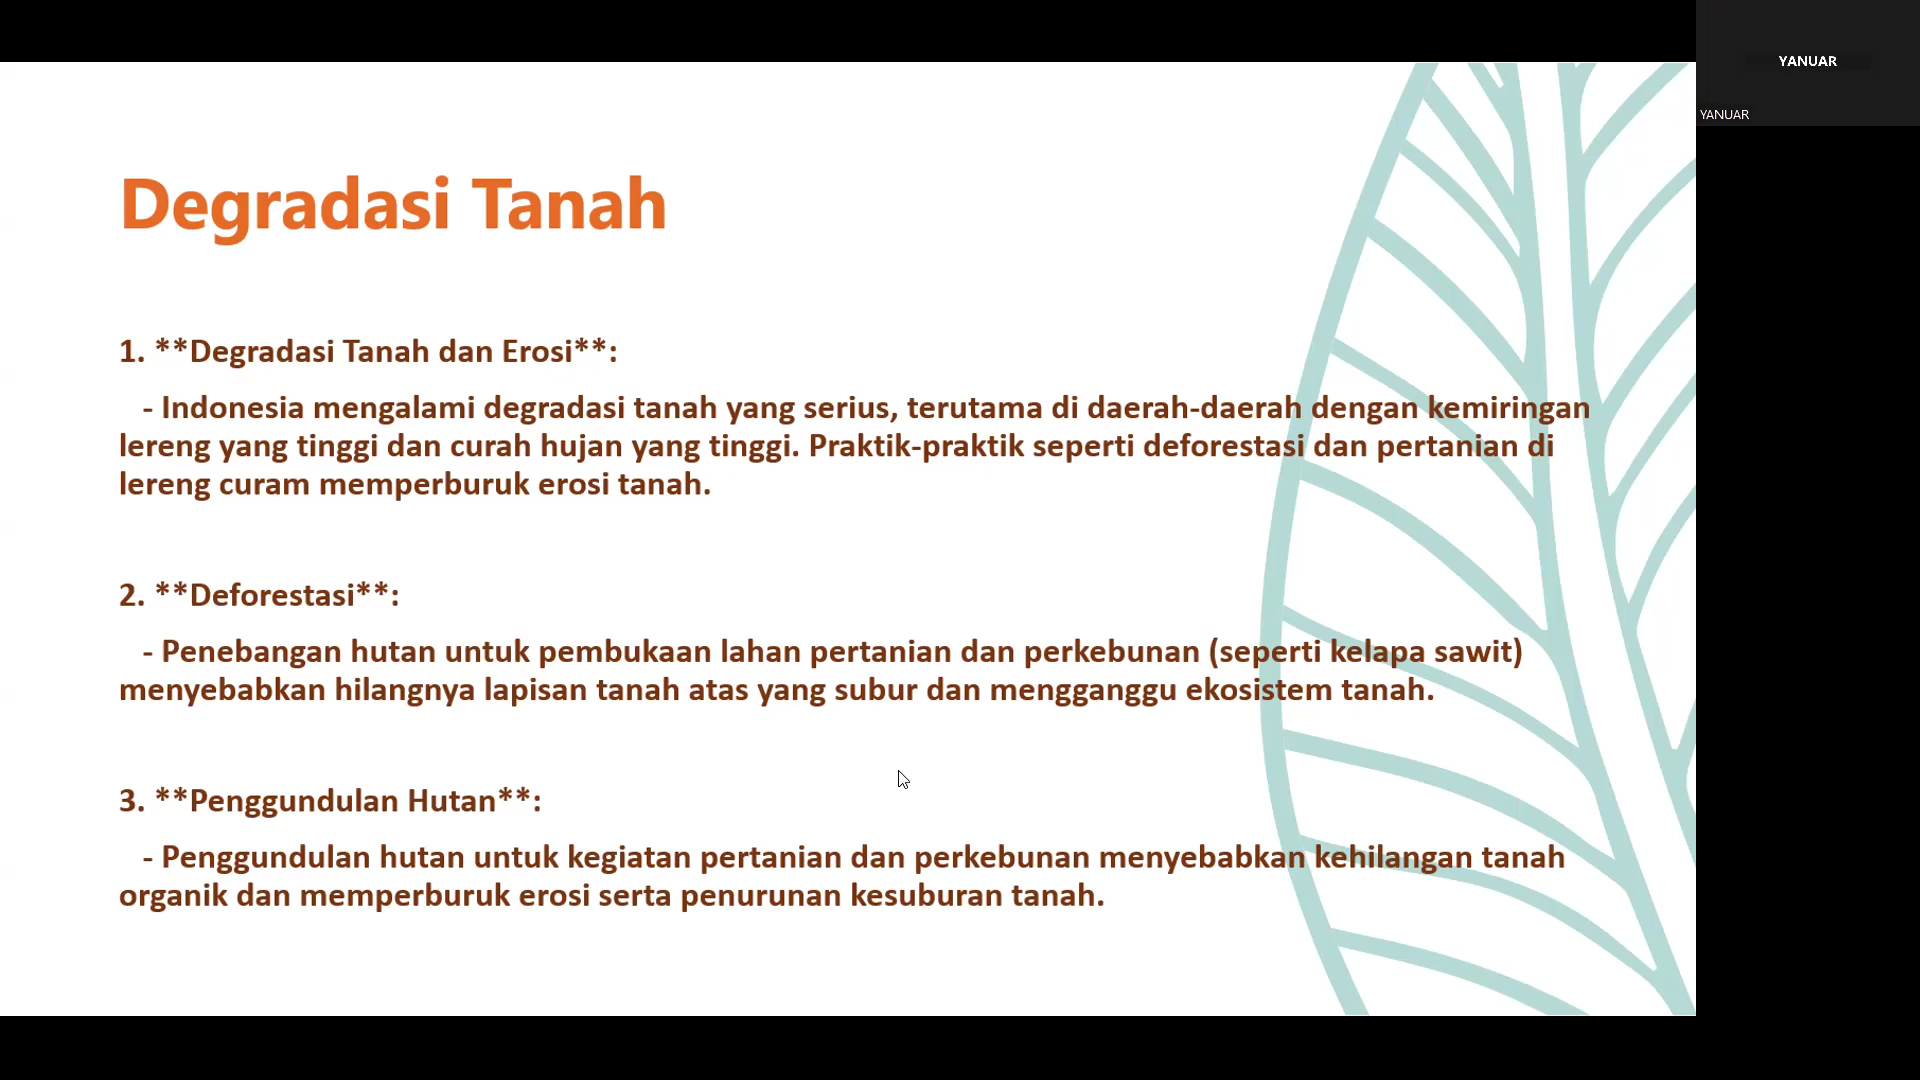 YANUAR
YANUAR
Degradasi Tanah
1. **Degradasi Tanah dan Erosi**:
- Indonesia mengalami degradasi tanah yang serius, terutama di daerah-daerah dengan kemiringan
lereng yang tinggi dan curah hujan yang tinggi. Praktik-praktik seperti deforestasi dan pertanian di
lereng curam memperburuk erosi tanah.
2. **Deforestasi**:
- Penebangan hutan untuk pembukaan lahan pertanian dan perkebunan (seperti kelapa sawit)
menyebabkan hilangnya lapisan tanah atas yang subur dan mengganggu ekosistem tanah.
3. **Penggundulan Hutan**:
- Penggundulan hutan untuk kegiatan pertanian dan perkebunan menyebabkan kehilangan tanah
organik dan memperburuk erosi serta penurunan kesuburan tanah.